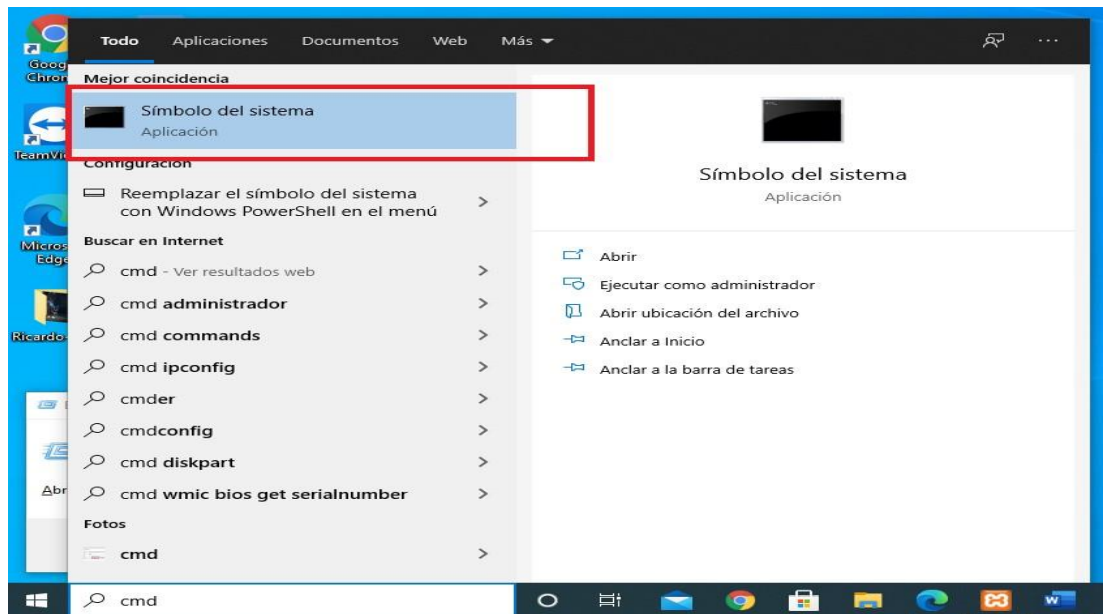 Todo Aplicaciones Documentos Web Más
Goog
Chron
Mejor coincidencia
Símbolo del sistema
Aplicación
TeamVi
Configuración
Reemplazar el símbolo del sistema
con Windows PowerShell en el menú
Micros
Edge
Buscar en Internet
cmd - Ver resultados web
cmd administrador
cmd commands
Ricardo-
cmd ipconfig
cmder
cmdconfig
cmd diskpart
Abr
cmd wmic bios get serialnumber
Fotos
cmd
Símbolo del sistema
Aplicación
Abrir
Ejecutar como administrador
Abrir ubicación del archivo
Anclar a Inicio
Anclar a la barra de tareas
cmd